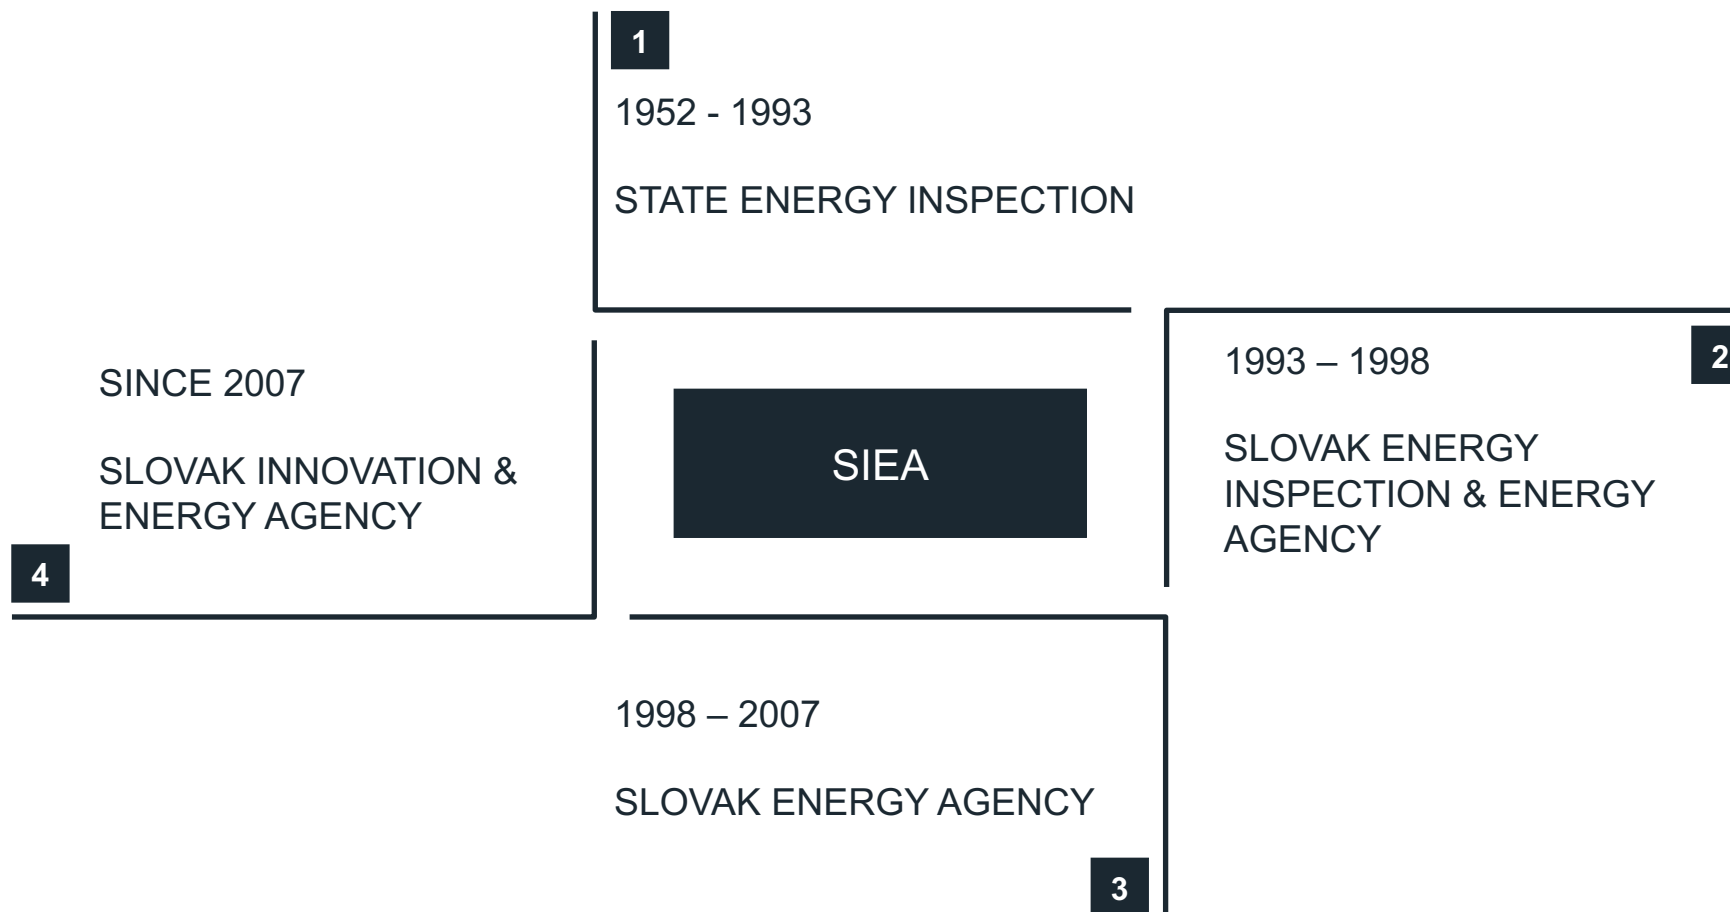 1
1952 - 1993
STATE ENERGY INSPECTION
2
1993 – 1998
SLOVAK ENERGY
INSPECTION & ENERGY
AGENCY
SIEA
SINCE 2007
SLOVAK INNOVATION &
ENERGY AGENCY
4
1998 – 2007
SLOVAK ENERGY AGENCY
3